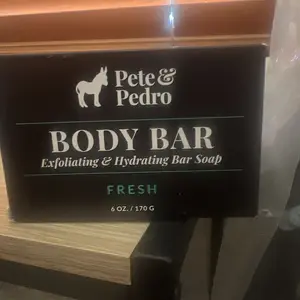 Pete &
Pedro
BODY BAR
Exfoliating & Hydrating Bar Soap
FRESH
6 OZ. / 170 G